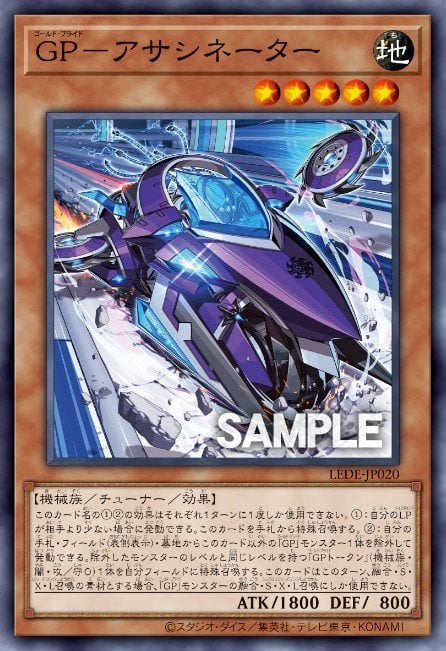 ゴールド・プライド
GP－アサシネーター
ち
地
SAMPLE
LEDE-JP020
【機械族／チューナー／効果】
このカード名の①②の効果はそれぞれ1ターンに1度しか使用できない。①：自分のLP
が相手より少ない場合に発動できる。このカードを手札から特殊召喚する。②：自分の
手札・フィールド(表側表示)・墓地からこのカード以外の「GP」モンスター1体を除外して
発動できる。除外したモンスターのレベルと同じレベルを持つ「GPトークン」(機械族・
闇・攻／守0)1体を自分フィールドに特殊召喚する。このカードはこのターン、融合・S・
X・L召喚の素材とする場合、「GP」モンスターの融合・S・X・L召喚にしか使用できない。
ATK/1800 DEF/ 800
©スタジオ・ダイス／集英社・テレビ東京・KONAMI